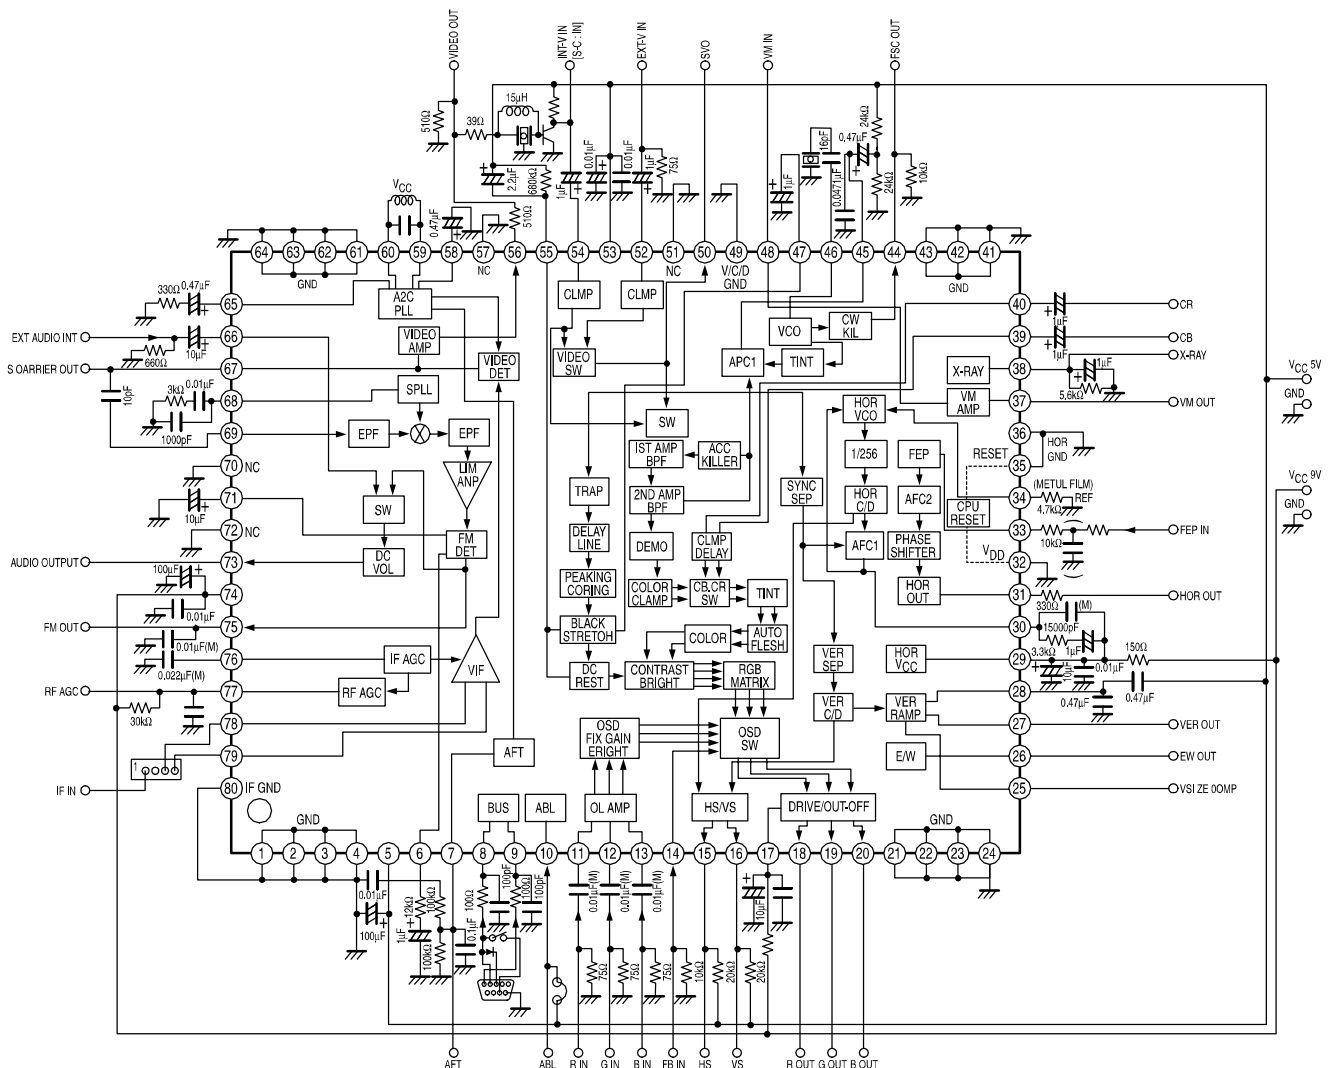 VIDEO OUT
INT-V IN
[S-C : IN]
EXT-V IN
SVO
VM IN
FSC OUT
510Ω
39Ω
15µH
2.2µF
680kΩ
1µF
0.01µF
0.01µF
1µF
75Ω
1µF
16pF
0.0471µF
0.47µF
24kΩ
24kΩ
10kΩ
VCC
0.47µF
510Ω
64
63
62
61
60
59
58
57
56
55
54
53
52
51
50
49
48
47
46
45
44
43
42
41
GND
NC
NC
V/C/D
GND
GND
330Ω
0.47µF
65
EXT AUDIO INT
66
660Ω
10µF
S OARRIER OUT
67
10pF
3kΩ
0.01µF
68
1000pF
69
70
NC
71
10µF
72
NC
AUDIO OUTPUT
73
100µF
74
0.01µF
FM OUT
75
0.01µF(M)
76
0.022µF(M)
RF AGC
77
30kΩ
78
79
1
IF IN
80
IF GND
A2C
PLL
VIDEO
AMP
VIDEO
DET
SPLL
EPF
EPF
LIM
ANP
SW
FM
DET
DC
VOL
IF AGC
VIF
RF AGC
AFT
CLMP
CLMP
VIDEO
SW
SW
VCO
CW
KIL
APC1
TINT
IST AMP
BPF
ACC
KILLER
TRAP
2ND AMP
BPF
DELAY
LINE
DEMO
CLMP
DELAY
PEAKING
CORING
COLOR
CLAMP
CB.CR
SW
TINT
BLACK
STRETOH
COLOR
AUTO
FLESH
DC
REST
CONTRAST
BRIGHT
RGB
MATRIX
OSD
FIX GAIN
ERIGHT
OSD
SW
SYNC
SEP
HOR
VCO
1/256
HOR
C/D
AFC1
FEP
AFC2
PHASE
SHIFTER
HOR
OUT
X-RAY
VM
AMP
RESET
CPU
RESET
VDD
VER
SEP
HOR
VCC
VER
C/D
VER
RAMP
E/W
BUS
ABL
OL AMP
HS/VS
DRIVE/OUT-OFF
GND
GND
40
1µF
CR
39
1µF
CB
X-RAY
38
1µF
5.6kΩ
37
VM OUT
36
HOR
GND
35
34
(METUL FILM)
REF
4.7kΩ
33
10kΩ
FEP IN
32
31
HOR OUT
330Ω
(M)
30
15000pF
3.3kΩ
1µF
29
150Ω
10µF
0.01µF
28
0.47µF
0.47µF
27
VER OUT
26
EW OUT
25
VSI ZE 0OMP
VCC 5V
GND
VCC 9V
GND
1
2
3
4
5
6
7
8
9
10
11
12
13
14
15
16
17
18
19
20
21
22
23
24
0.01µF
100µF
12kΩ
1µF
100kΩ
100kΩ
0.1µF
100Ω
100pF
100Ω
100pF
0.01µF(M)
0.01µF(M)
0.01µF(M)
75Ω
75Ω
75Ω
10kΩ
20kΩ
20kΩ
10µF
AFT
ABL
R IN
G IN
B IN
FB IN
HS
VS
R OUT
G OUT
B OUT